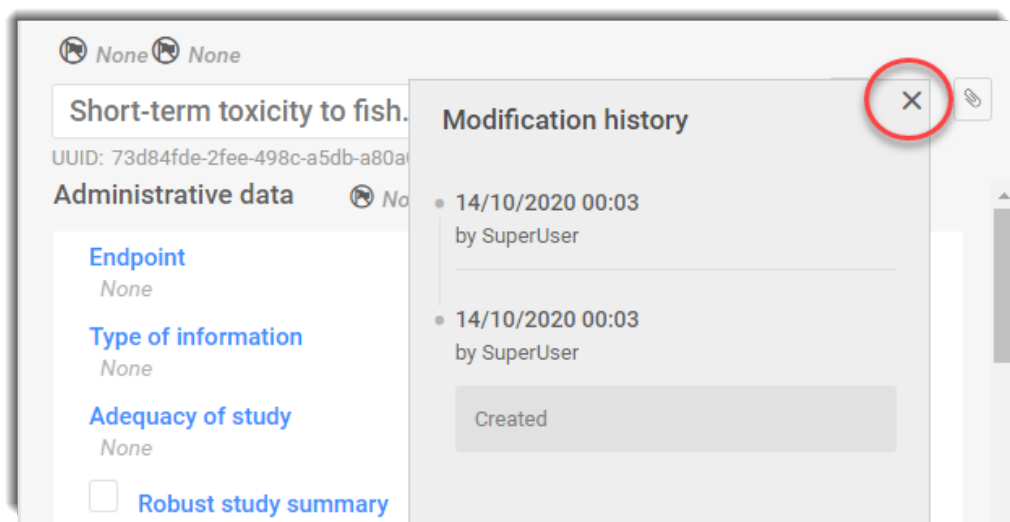 None None
Short-term toxicity to fish.
UUID: 73d84fde-2fee-498c-a5db-a80a
Administrative data No
Endpoint
None
Type of information
None
Adequacy of study
None
Robust study summary
Modification history
14/10/2020 00:03
by SuperUser
14/10/2020 00:03
by SuperUser
Created